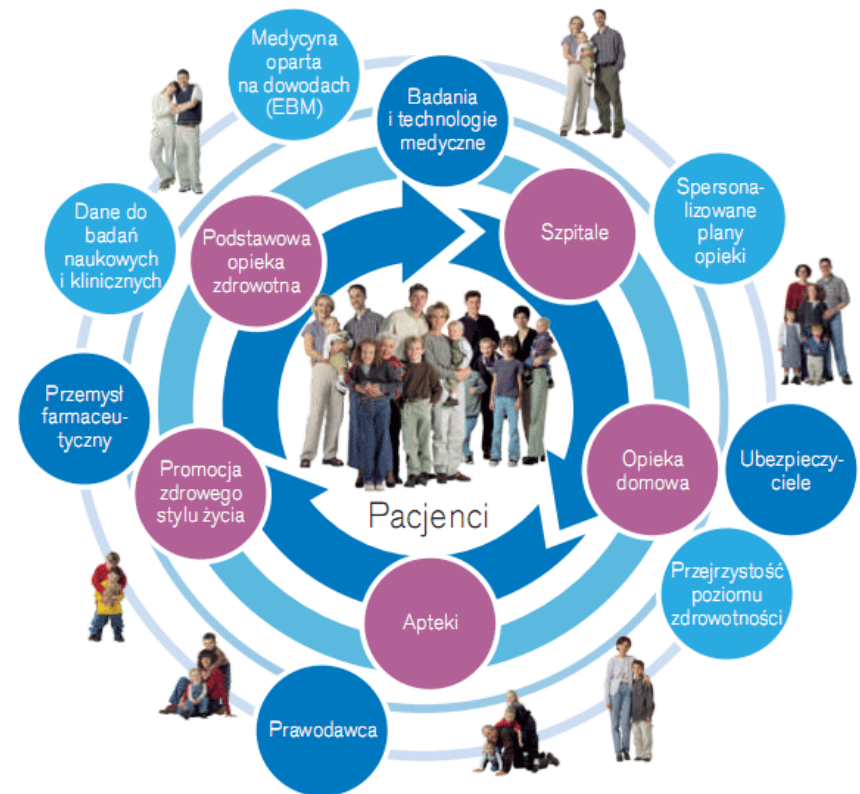 Medycyna
oparta
na dowodach
(EBM)
Badania
i technologie
medyczne
Spersona-
lizowane
plany
opieki
Szpitale
Dane do
badań
naukowych
i klinicznych
Podstawowa
opieka
zdrowotna
Przemysł
farmaceu-
tyczny
Promocja
zdrowego
stylu życia
Pacjenci
Opieka
domowa
Ubezpieczy-
ciele
Przejrzystość
poziomu
zdrowotności
Apteki
Prawodawca